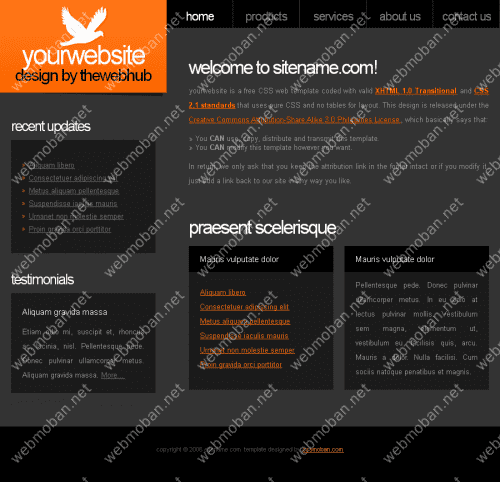 home
products
services
about us
contact us
yourwebsite
design by thewebhub
welcome to sitename.com!
yourwebsite is a free CSS web template coded with valid XHTML 1.0 Transitional and CSS
2.1 standards that uses pure CSS and no tables for layout. This design is released under the
Creative Commons Attribution-Share Alike 2.0 Philippines License, which basically says that:
> You CAN use, copy, distribute and transmit this template.
> You CAN modify this template however you want.
In return we only ask that you keep the attribution link in the footer intact or if you modify it
just add a link back to our site in any way you like.
recent updates
Aliquam libero
Consectetuer adipiscing elit
Metus aliquam pellentesque
Suspendisse iaculis mauris
Urnanet non molestie semper
Proin gravida orci porttitor
testimonials
Aliquam gravida massa
Etiam odio mi, suscipit et, rhoncus
ac, lacinia, nisl. Pellentesque pede.
Donec pulvinar ullamcorper metus.
Aliquam gravida massa. More...
praesent scelerisque
Mauris vulputate dolor
Aliquam libero
Consectetuer adipiscing elit
Metus aliquam pellentesque
Suspendisse iaculis mauris
Urnanet non molestie semper
Proin gravida orci porttitor
Mauris vulputate dolor
Pellentesque pede. Donec pulvinar
ullamcorper metus. In eu odio at
lectus pulvinar mollis. Vestibulum
sem magna, elementum ut,
vestibulum eu, facilisis quis, arcu.
Mauris a dolor. Nulla facilisi. Cum
sociis natoque penatibus et magnis.
copyright © 2006 sitename.com. template designed by
webmoban.net